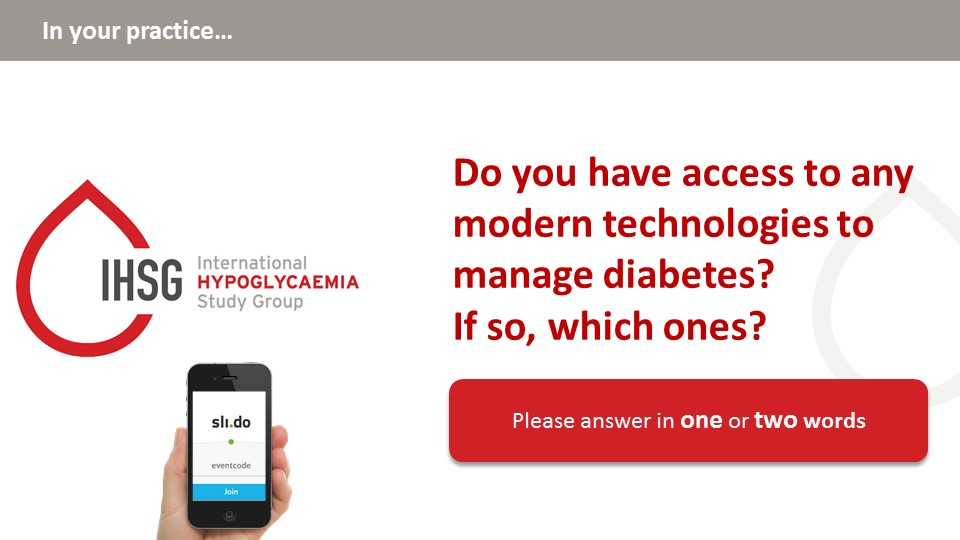 In your practice...
IHSG
International
HYPOGLYCAEMIA
Study Group
Do you have access to any
modern technologies to
manage diabetes?
If so, which ones?
Please answer in one or two words
sli.do
eventcode
Join